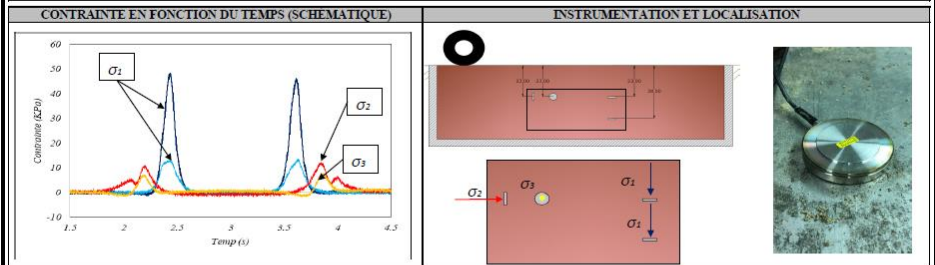 CONTRAINTE EN FONCTION DU TEMPS (SCHEMATIQUE)
INSTRUMENTATION ET LOCALISATION
60
50
40
30
20
10
0
-10
Contrainte (KPa)
1.5 2 2.5 3 3.5 4 4.5
Temp (s)
σ1
σ2
σ3
σ2
σ3
σ1
σ1